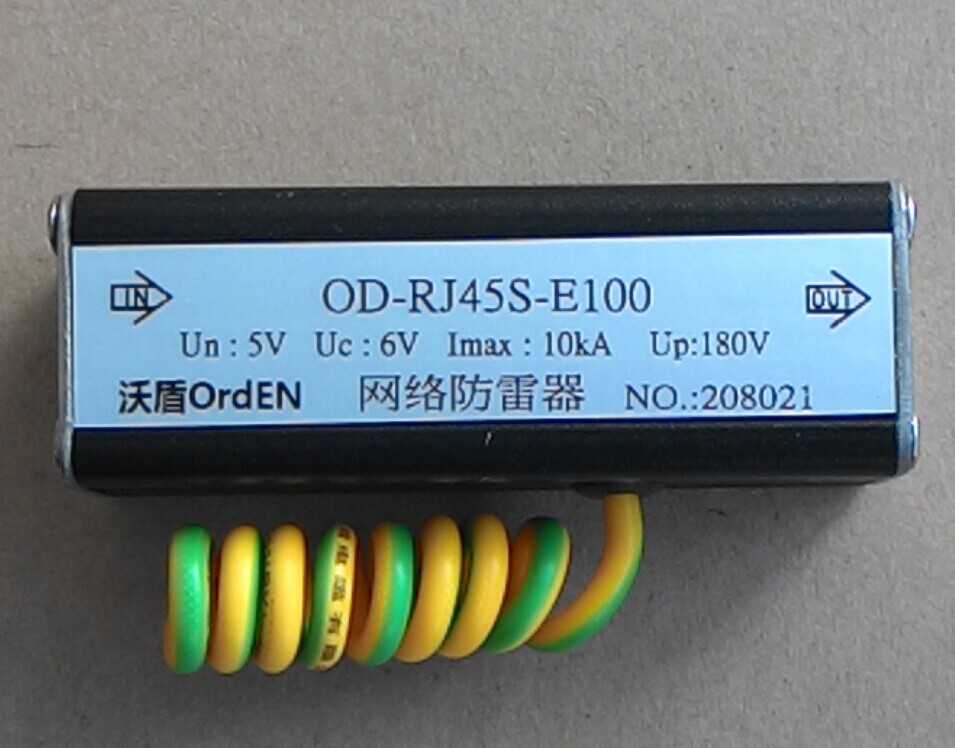 IN OD-RJ45S-E100 OUT
Un : 5V Uc : 6V Imax : 10kA Up:180V
沃盾OrdEN 网络防雷器 NO.:208021